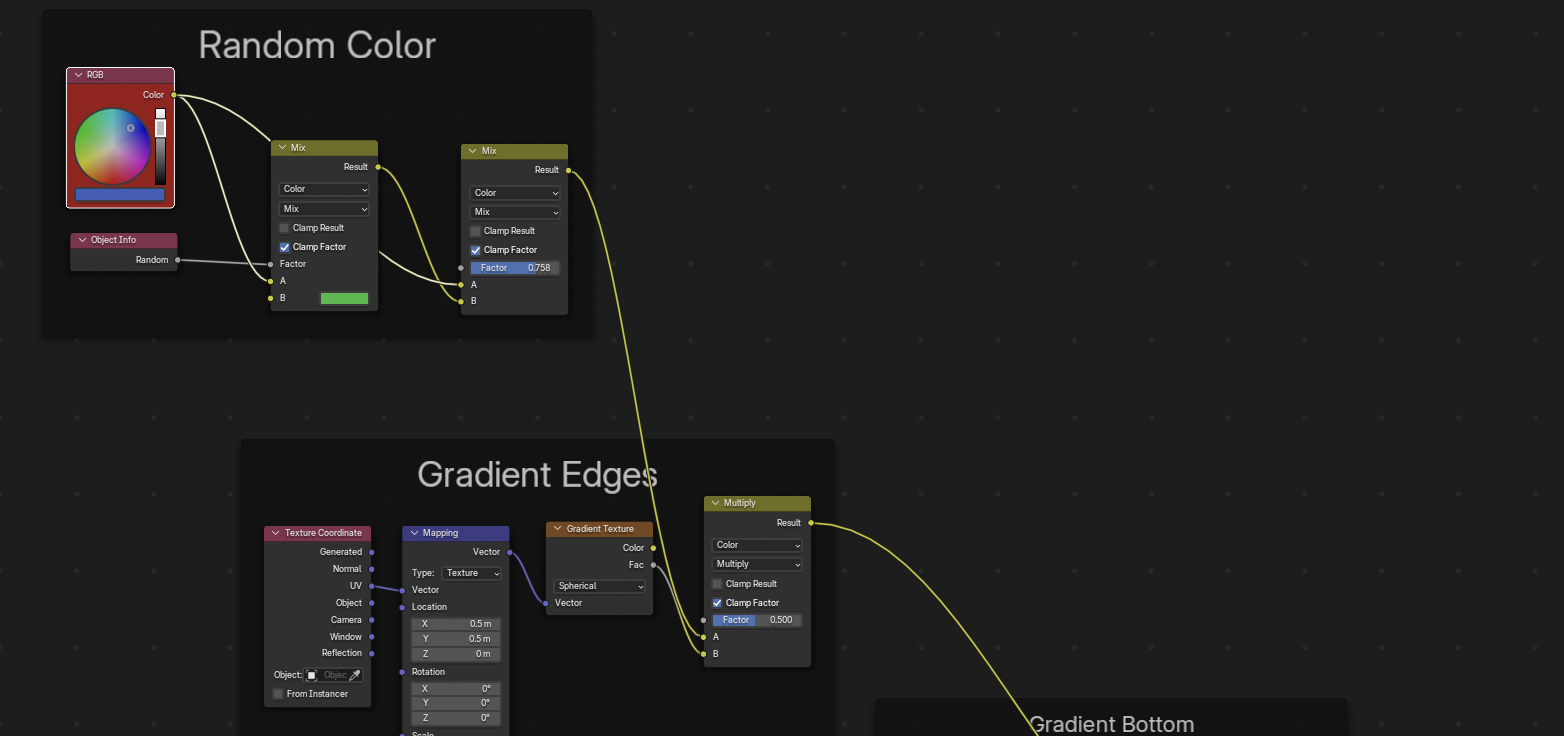 Random Color
RGB
Color
Mix
Result
Color
Mix
Clamp Result
Clamp Factor
Factor
A
B
Mix
Result
Color
Mix
Clamp Result
Clamp Factor
Factor 0.758
A
B
Object Info
Random
Gradient Edges
Texture Coordinate
Generated
Normal
UV
Object
Camera
Window
Reflection
Object: Objec
From Instancer
Mapping
Vector
Type: Texture
Vector
Location
X 0.5 m
Y 0.5 m
Z 0 m
Rotation
X 0°
Y 0°
Z 0°
Scale
Gradient Texture
Color
Fac
Spherical
Vector
Multiply
Result
Color
Multiply
Clamp Result
Clamp Factor
Factor 0.500
A
B
Gradient Bottom